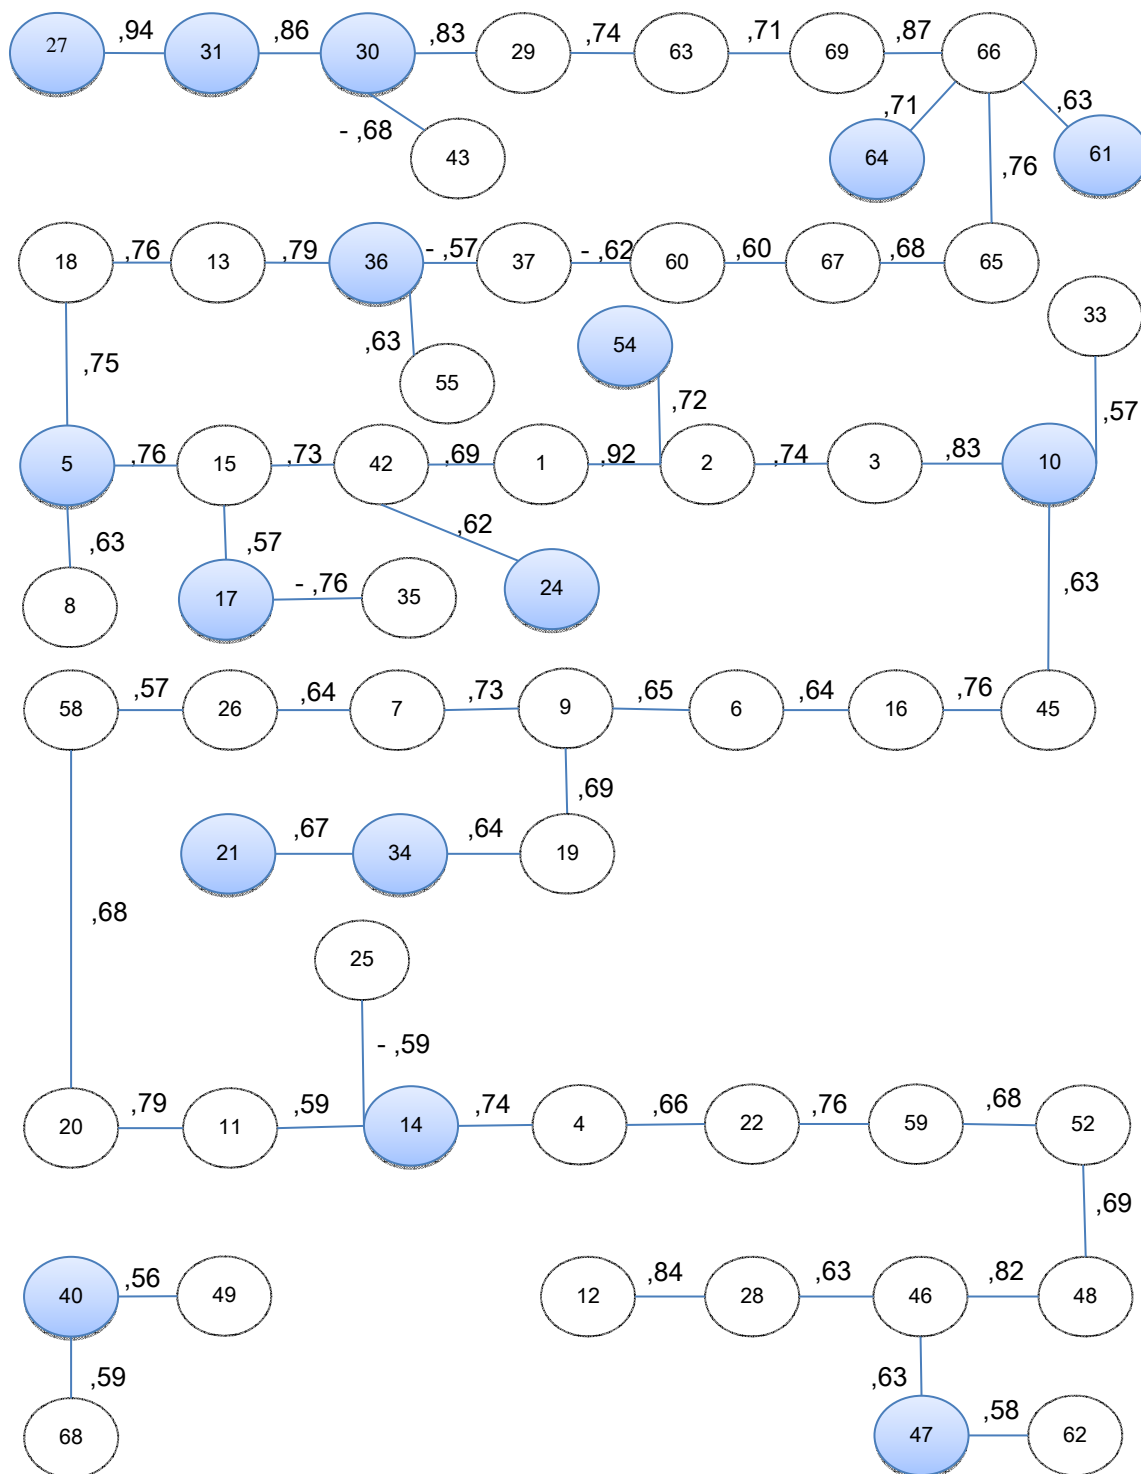 27 ,94 31 ,86 30 ,83 29 ,74 63 ,71 69 ,87 66
- ,68 43 ,71 64 ,63 61
,76
18 ,76 13 ,79 36 - ,57 37 - ,62 60 ,60 67 ,68 65
33
,75 ,63 55 54 ,72 ,57
5 ,76 15 ,73 42 ,69 1 ,92 2 ,74 3 ,83 10
,63 ,57 ,62 ,63
8 17 - ,76 35 24
58 ,57 26 ,64 7 ,73 9 ,65 6 ,64 16 ,76 45
,69
21 ,67 34 ,64 19
,68
25
- ,59
20 ,79 11 ,59 14 ,74 4 ,66 22 ,76 59 ,68 52
,69
40 ,56 49 12 ,84 28 ,63 46 ,82 48
,59 ,63
68 47 ,58 62